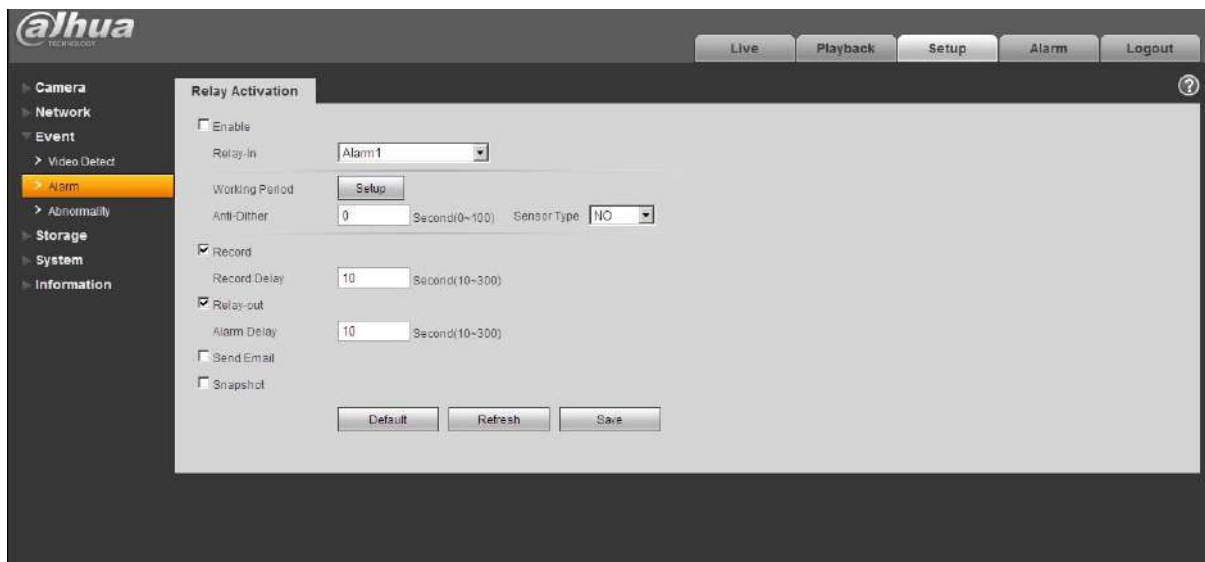 alhua
TECHNOLOGY
Live Playback Setup Alarm Logout
Camera
Network
Event
> Video Detect
> Alarm
> Abnormality
Storage
System
Information
Relay Activation
?
Enable
Relay-in Alarm1
Working Period Setup
Anti-Dither 0 Second(0~100) Sensor Type NO
Record
Record Delay 10 Second(10~300)
Relay-out
Alarm Delay 10 Second(10~300)
Send Email
Snapshot
Default Refresh Save